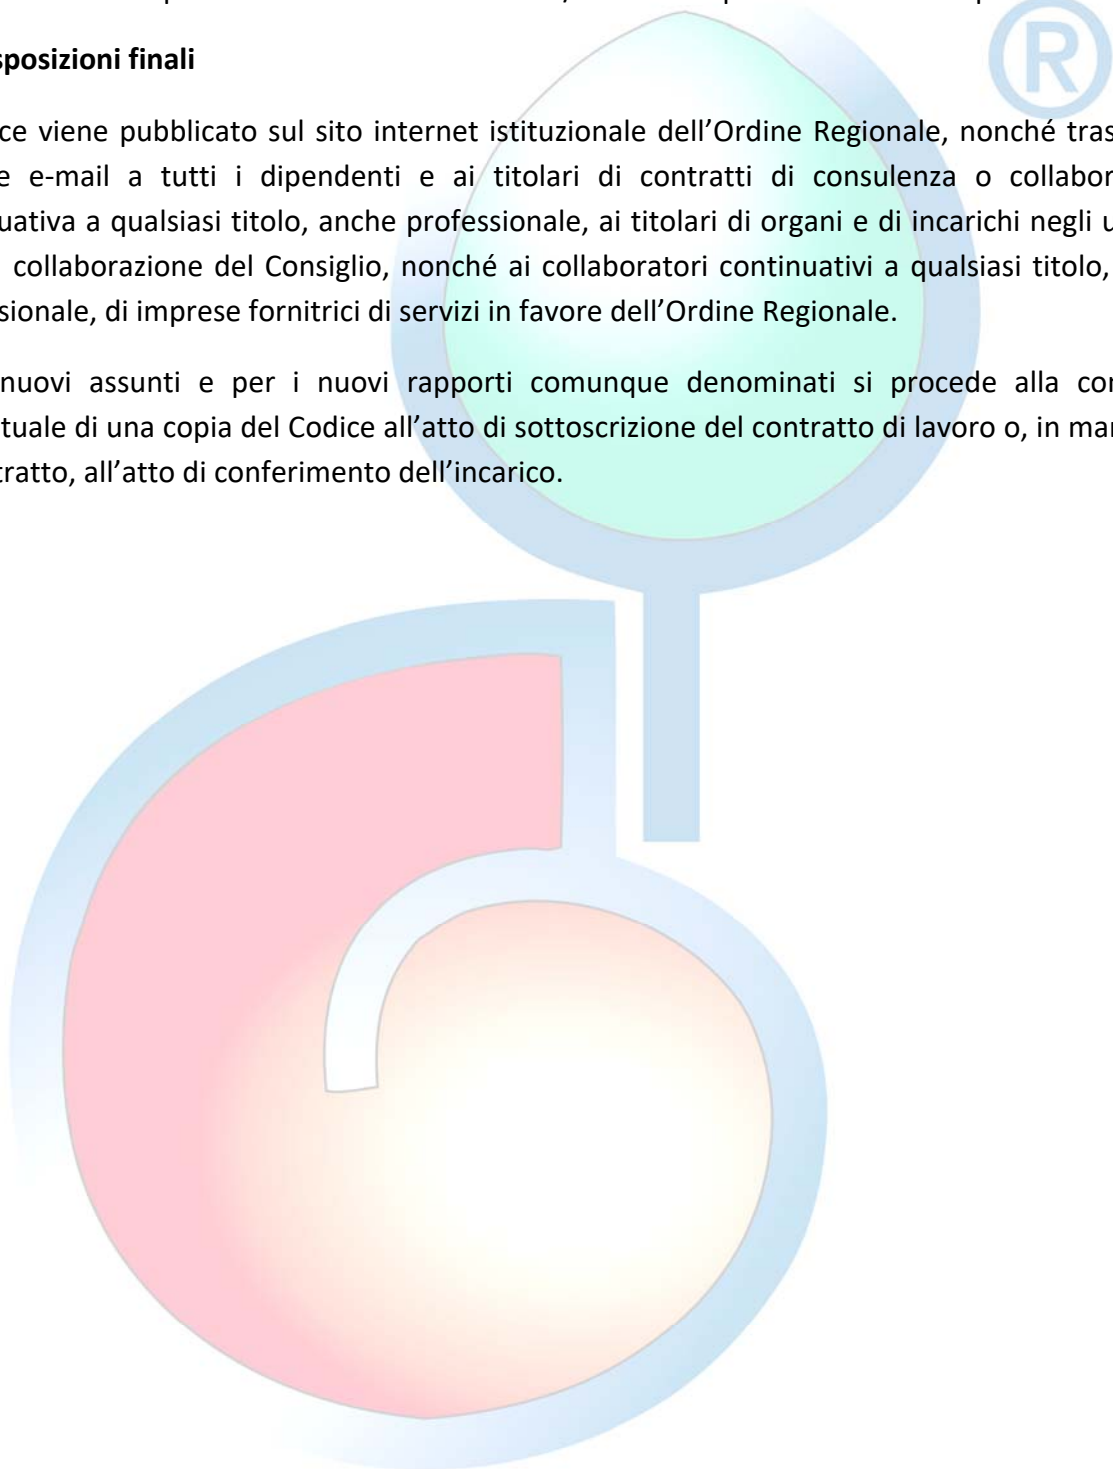 sposizioni finali
®
ce viene pubblicato sul sito internet istituzionale dell’Ordine Regionale, nonché tras
e e-mail a tutti i dipendenti e ai titolari di contratti di consulenza o collabor
uativa a qualsiasi titolo, anche professionale, ai titolari di organi e di incarichi negli u
collaborazione del Consiglio, nonché ai collaboratori continuativi a qualsiasi titolo,
sionale, di imprese fornitrici di servizi in favore dell’Ordine Regionale.
nuovi assunti e per i nuovi rapporti comunque denominati si procede alla con
tuale di una copia del Codice all’atto di sottoscrizione del contratto di lavoro o, in man
tratto, all’atto di conferimento dell’incarico.